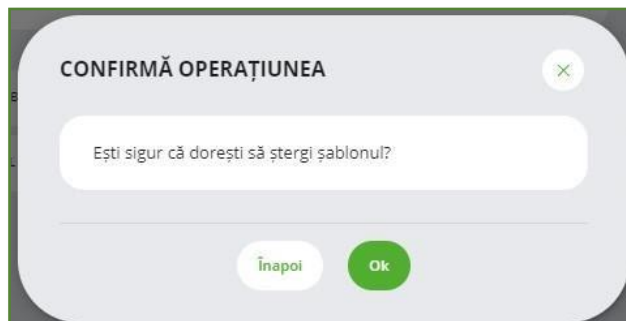 CONFIRMĂ OPERAȚIUNEA
Ești sigur că dorești să ștergi șablonul?
Înapoi
Ok